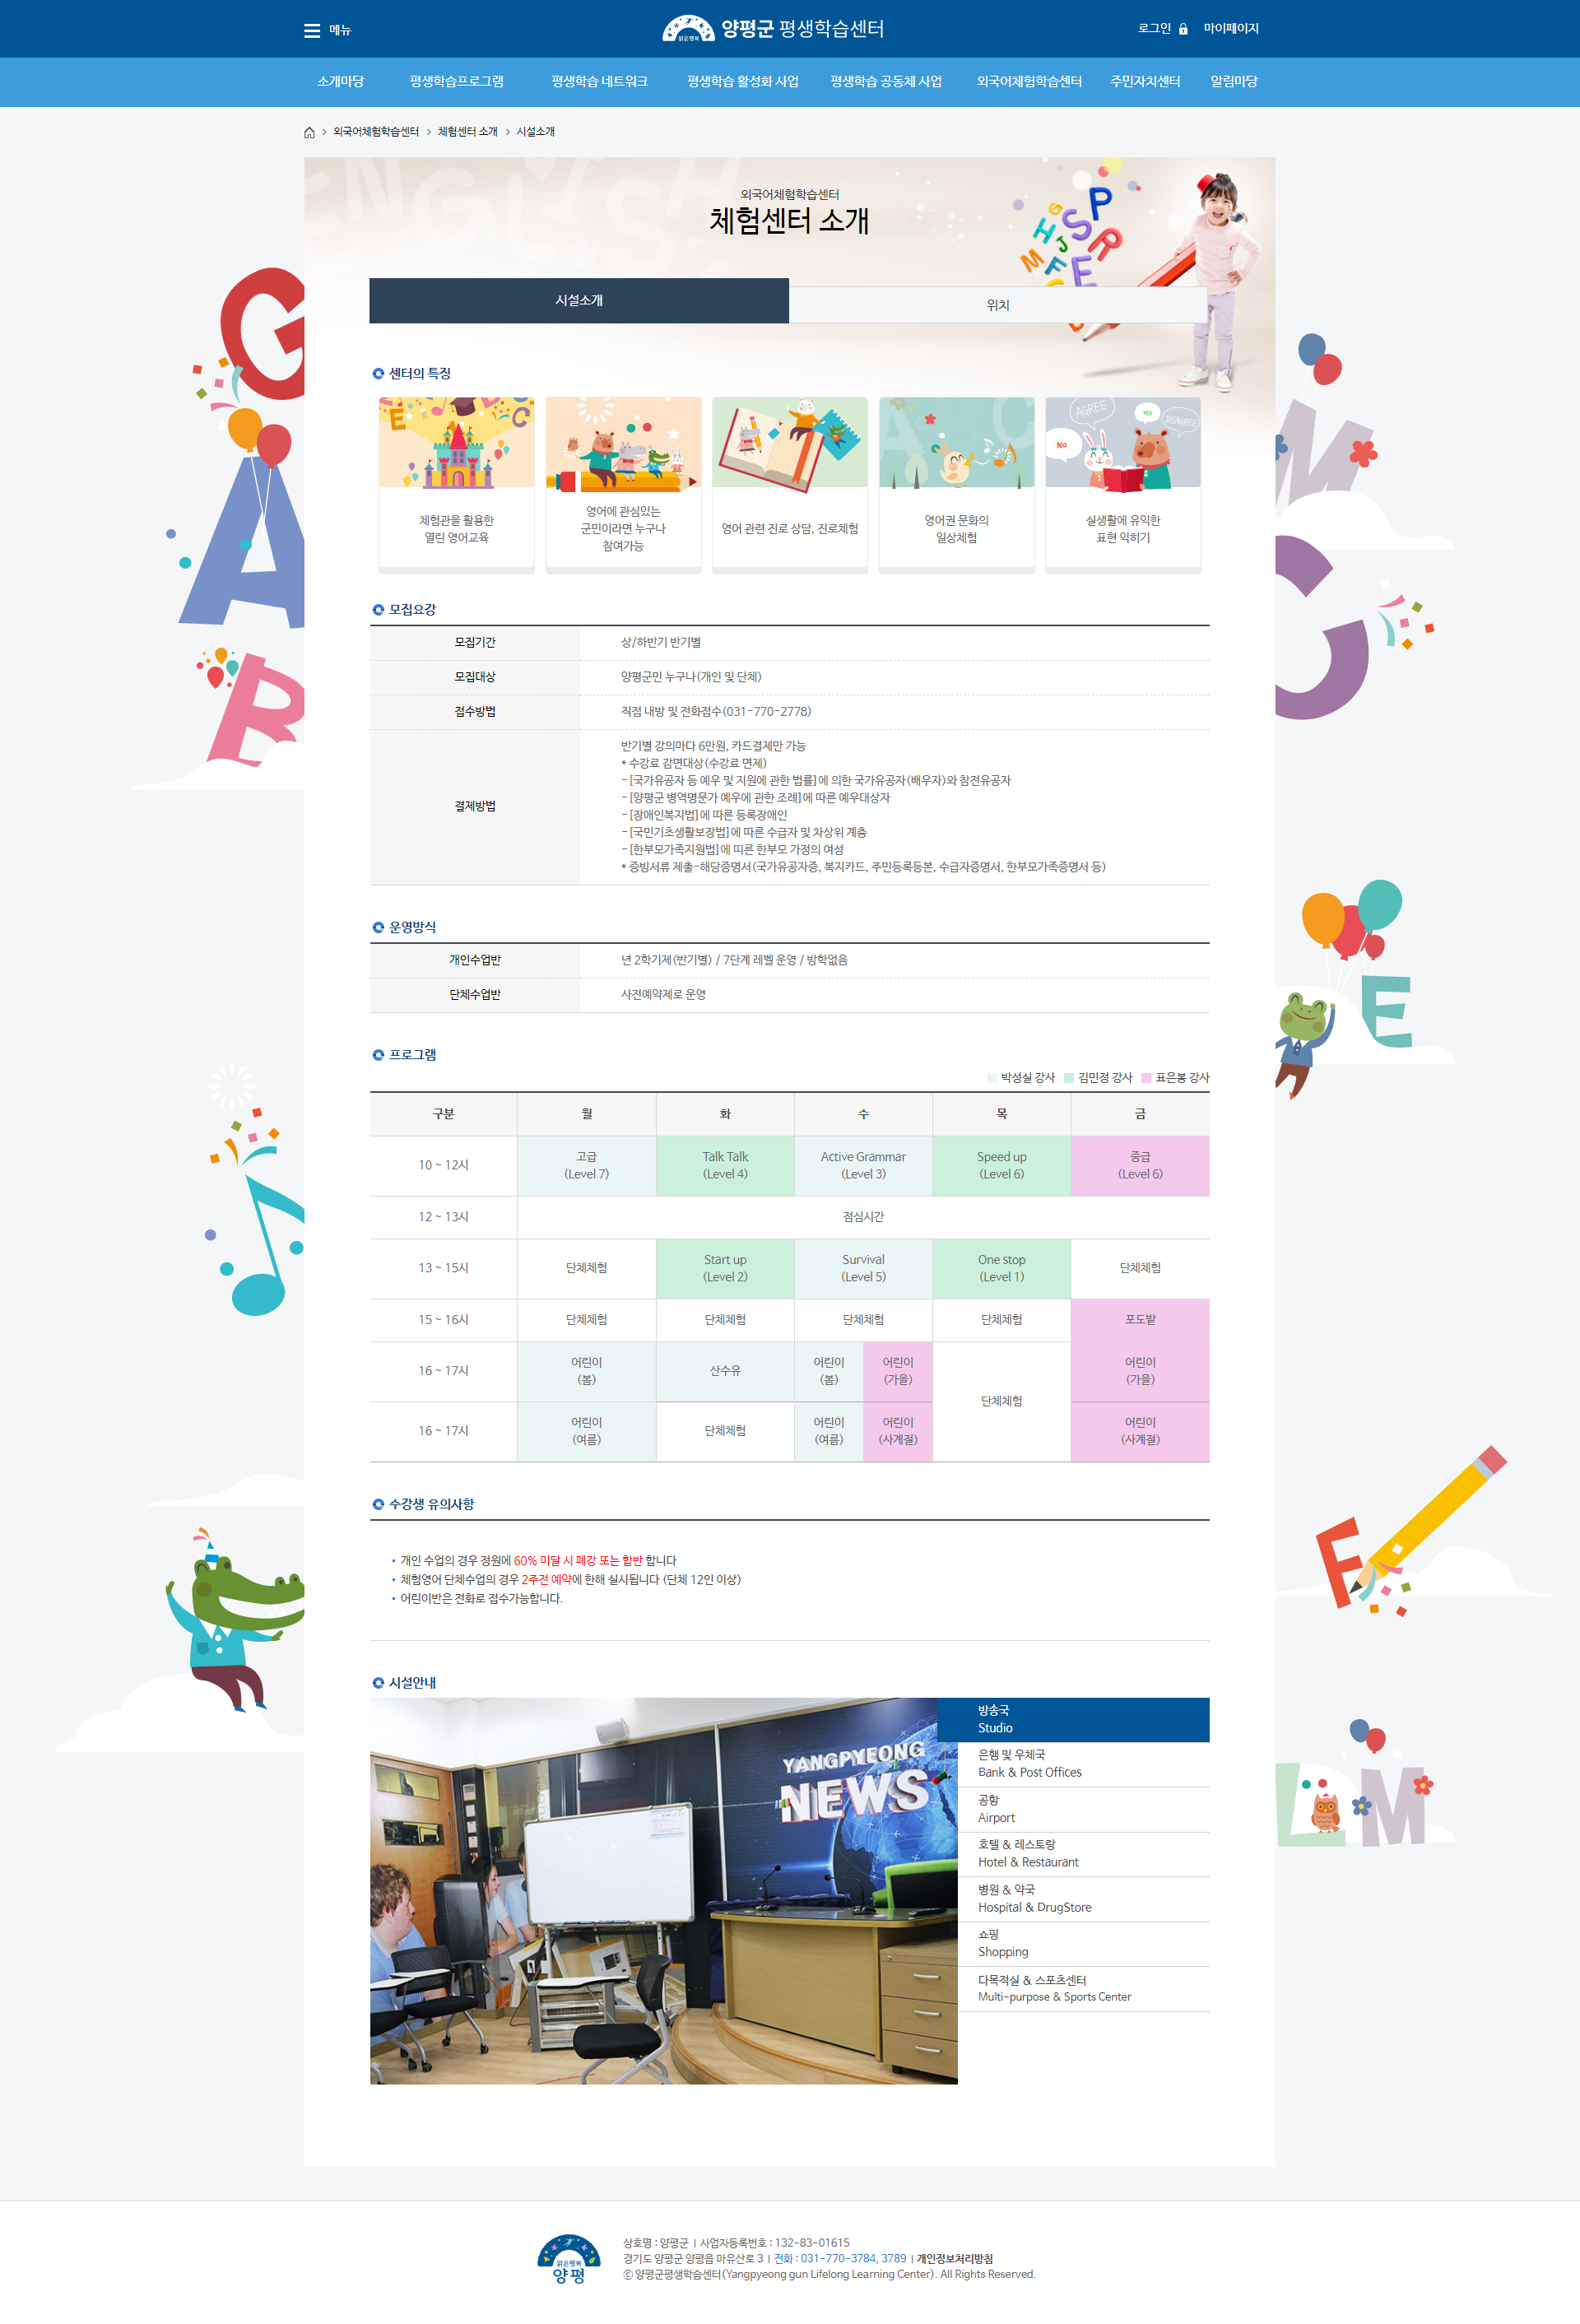 메뉴
양평군 평생학습센터
맑은행복
로그인
마이페이지
소개마당 평생학습프로그램 평생학습 네트워크 평생학습 활성화 사업 평생학습 공동체 사업 외국어체험학습센터 주민자치센터 알림마당
> 외국어체험학습센터 > 체험센터 소개 > 시설소개
ENGLISH
외국어체험학습센터
체험센터 소개
시설소개
위치
센터의 특징
AGREE
YES
DISAGREE
NO
체험관을 활용한
열린 영어교육
영어에 관심있는
군민이라면 누구나
참여가능
영어 관련 진로 상담, 진로체험
영어권 문화의
일상체험
실생활에 유익한
표현 익히기
모집요강
모집기간 상/하반기 반기별
모집대상 양평군민 누구나(개인 및 단체)
접수방법 직접 내방 및 전화접수(031-770-2778)
결제방법
반기별 강의마다 6만원, 카드결제만 가능
* 수강료 감면대상(수강료 면제)
- [국가유공자 등 예우 및 지원에 관한 법률]에 의한 국가유공자(배우자)와 참전유공자
- [양평군 병역명문가 예우에 관한 조례]에 따른 예우대상자
- [장애인복지법]에 따른 등록장애인
- [국민기초생활보장법]에 따른 수급자 및 차상위 계층
- [한부모가족지원법]에 띠른 한부모 가정의 여성
* 증빙서류 제출-해당증명서(국가유공자증, 복지카드, 주민등록등본, 수급자증명서, 한부모가족증명서 등)
운영방식
개인수업반 년 2학기제(반기별) / 7단계 레벨 운영 / 방학없음
단체수업반 사전예약제로 운영
프로그램
박성실 강사 김민정 강사 표은봉 강사
구분 월 화 수 목 금
10 ~ 12시
고급 Talk Talk Active Grammar Speed up 중급
(Level 7) (Level 4) (Level 3) (Level 6) (Level 6)
12 ~ 13시 점심시간
13 ~ 15시 단체체험
Start up Survival One stop
(Level 2) (Level 5) (Level 1)
단체체험
15 ~ 16시 단체체험 단체체험 단체체험 단체체험 포도밭
16 ~ 17시
어린이 산수유 어린이 어린이 어린이
(봄) (봄) (가을) (가을)
단체체험
16 ~ 17시
어린이 단체체험 어린이 어린이 어린이
(여름) (여름) (사계절) (사계절)
수강생 유의사항
개인 수업의 경우 정원에 60% 미달 시 폐강 또는 합반 합니다
체험영어 단체수업의 경우 2주전 예약에 한해 실시됩니다 (단체 12인 이상)
어린이반은 전화로 접수가능합니다.
시설안내
YANGPYEONG
NEWS
방송국
Studio
은행 및 우체국
Bank & Post Offices
공항
Airport
호텔 & 레스토랑
Hotel & Restaurant
병원 & 약국
Hospital & DrugStore
쇼핑
Shopping
다목적실 & 스포츠센터
Multi-purpose & Sports Center
맑은행복
양평
상호명 : 양평군 | 사업자등록번호 : 132-83-01615
경기도 양평군 양평읍 마유산로 3 | 전화 : 031-770-3784, 3789 | 개인정보처리방침
ⓒ 양평군평생학습센터(Yangpyeong gun Lifelong Learning Center). All Rights Reserved.